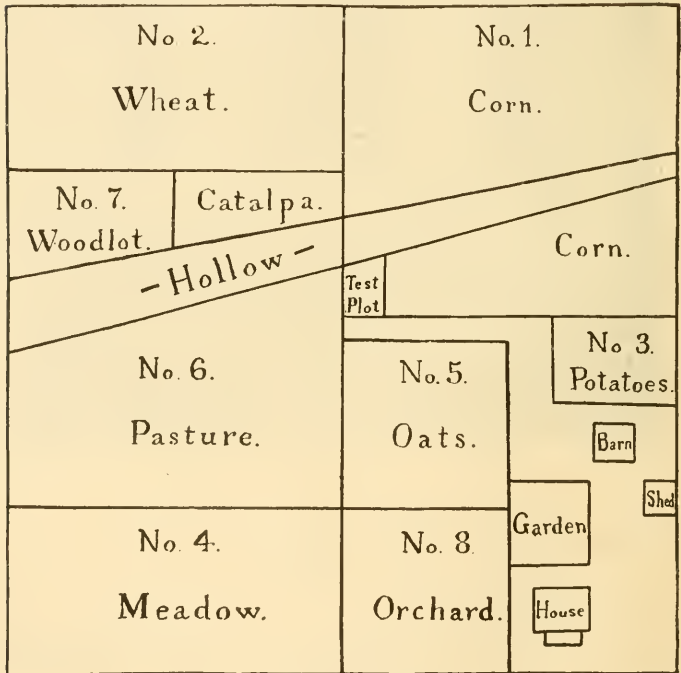 No. 2.
Wheat.
No. 1.
Corn.
No. 7.
Woodlot.
Catalpa.
- Hollow -
Corn.
Test
Plot
No. 6.
Pasture.
No. 5.
Oats.
No 3.
Potatoes.
Barn
Shed
Garden
No. 4.
Meadow.
No. 8
Orchard.
House